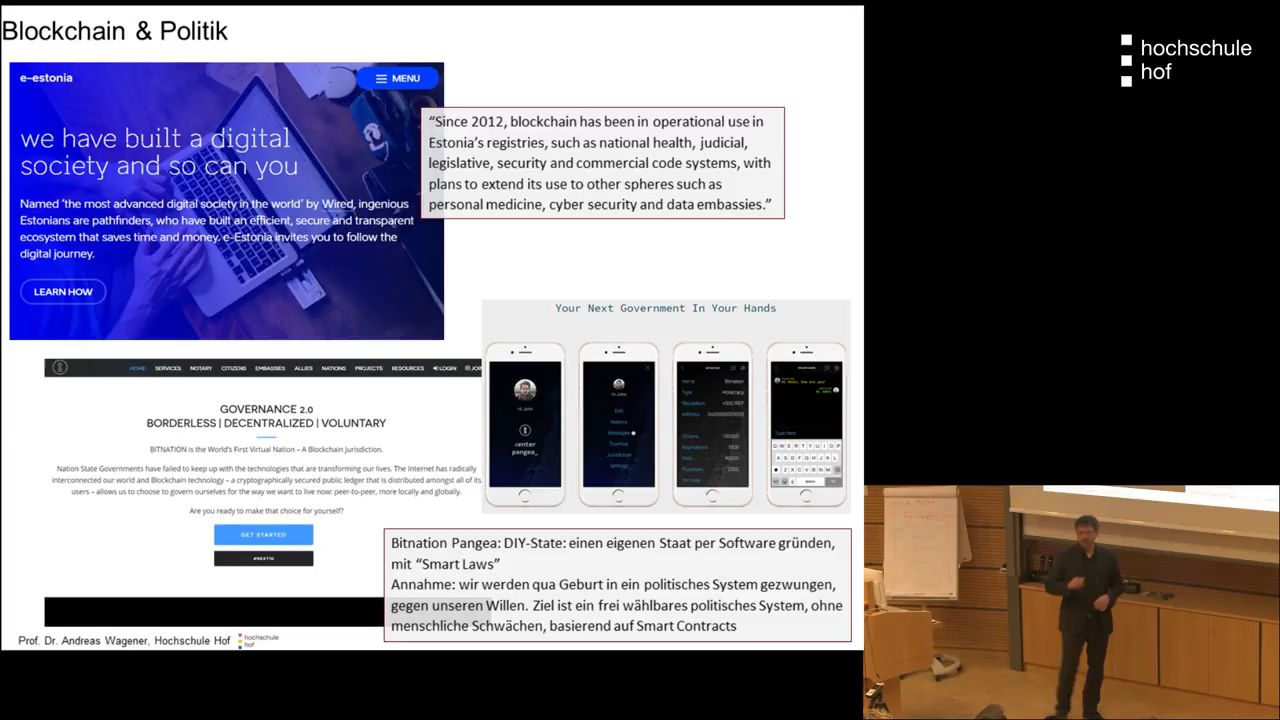 Blockchain & Politik
hochschule
hof
e-estonia
MENU
we have built a digital
society and so can you
Named 'the most advanced digital society in the world' by Wired, ingenious
Estonians are pathfinders, who have built an efficient, secure and transparent
ecosystem that saves time and money. e-Estonia invites you to follow the
digital journey.
LEARN HOW
“Since 2012, blockchain has been in operational use in
Estonia’s registries, such as national health, judicial,
legislative, security and commercial code systems, with
plans to extend its use to other spheres such as
personal medicine, cyber security and data embassies.”
Your Next Government In Your Hands
Hi, John
<enter
pangea_
HOME SERVICES NOTARY CITIZENS EMBASSIES ALLIES NATIONS PROJECTS RESOURCES LOGIN
GOVERNANCE 2.0
BORDERLESS | DECENTRALIZED | VOLUNTARY
BITNATION is the World's First Virtual Nation – A Blockchain Jurisdiction.
Nation State Governments have failed to keep up with the technologies that are transforming our lives. The Internet has radically
interconnected our world and Blockchain technology – a cryptographically secured public ledger that is distributed amongst all of its
users – allows us to choose to govern ourselves for the way we want to live now: peer-to-peer, more locally and globally.
Are you ready to make that choice for yourself?
GET STARTED
Bitnation Pangea: DIY-State: einen eigenen Staat per Software gründen,
mit “Smart Laws”
Annahme: wir werden qua Geburt in ein politisches System gezwungen,
gegen unseren Willen. Ziel ist ein frei wählbares politisches System, ohne
menschliche Schwächen, basierend auf Smart Contracts
Prof. Dr. Andreas Wagener, Hochschule Hof
hochschule
hof